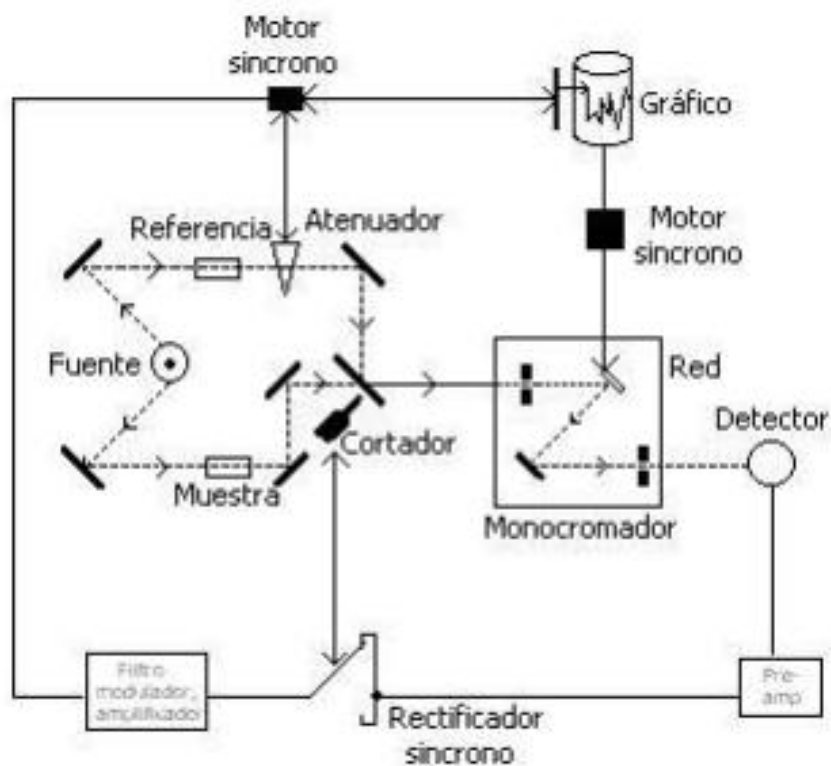 Motor
sincrono
Gráfico
Referencia
Atenuador
Motor
sincrono
Fuente
Red
Detector
Cortador
Muestra
Monocromador
Filtro
modulador,
amplifixador
Pre-
amp
Rectificador
sincrono